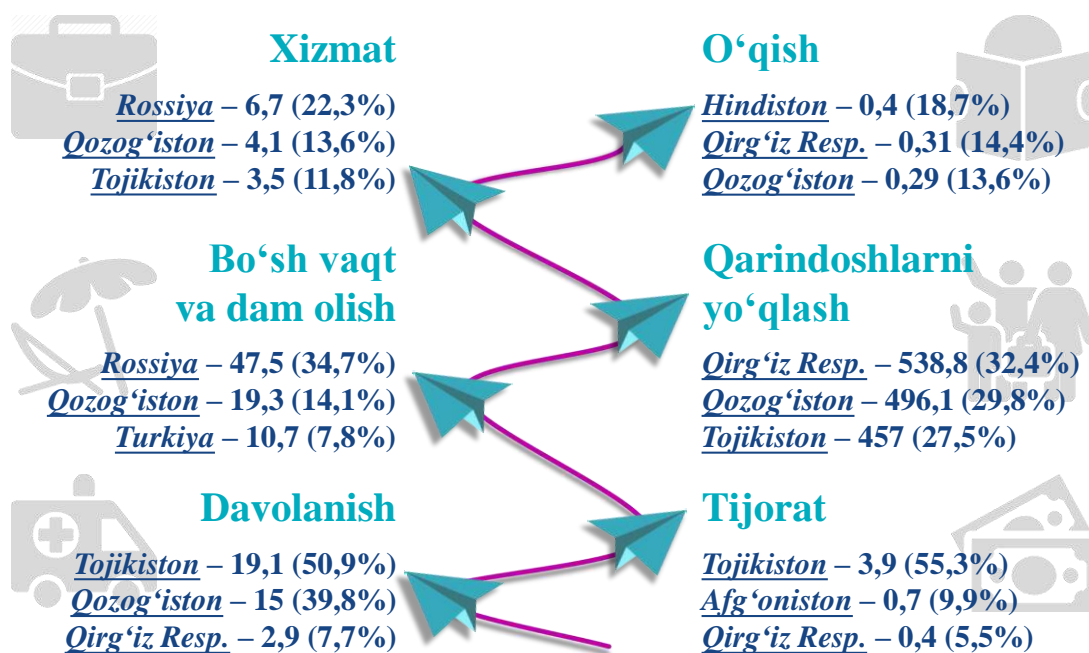 Xizmat
Rossiya – 6,7 (22,3%)
Qozog‘iston – 4,1 (13,6%)
Tojikiston – 3,5 (11,8%)
O‘qish
Hindiston – 0,4 (18,7%)
Qirg‘iz Resp. – 0,31 (14,4%)
Qozog‘iston – 0,29 (13,6%)
Bo‘sh vaqt
va dam olish
Rossiya – 47,5 (34,7%)
Qozog‘iston – 19,3 (14,1%)
Turkiya – 10,7 (7,8%)
Qarindoshlarni
yo‘qlash
Qirg‘iz Resp. – 538,8 (32,4%)
Qozog‘iston – 496,1 (29,8%)
Tojikiston – 457 (27,5%)
Davolanish
Tojikiston – 19,1 (50,9%)
Qozog‘iston – 15 (39,8%)
Qirg‘iz Resp. – 2,9 (7,7%)
Tijorat
Tojikiston – 3,9 (55,3%)
Afg‘oniston – 0,7 (9,9%)
Qirg‘iz Resp. – 0,4 (5,5%)